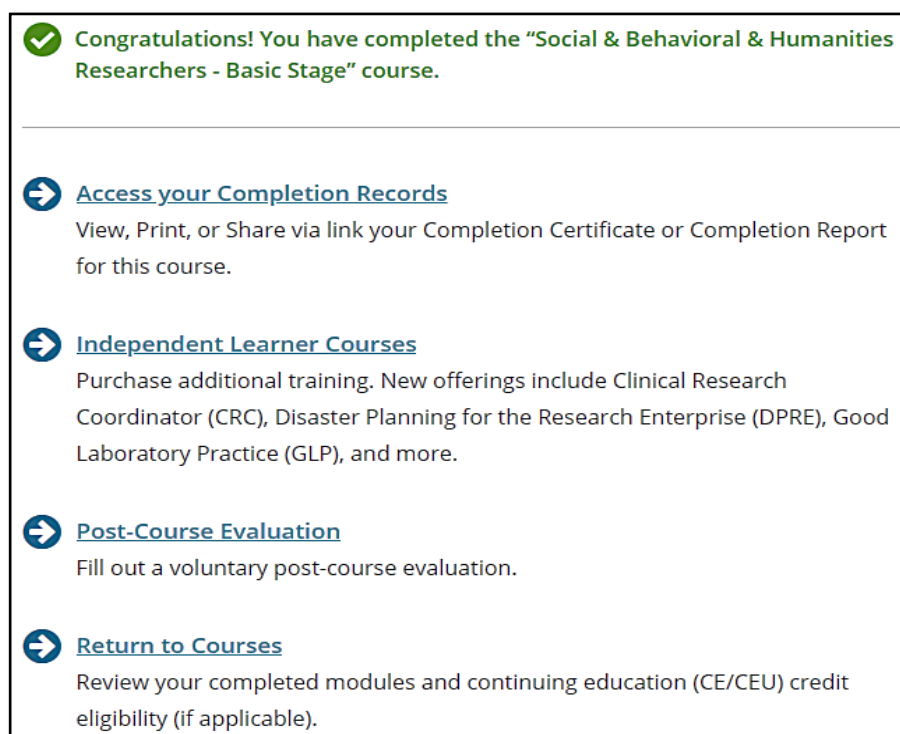 Congratulations! You have completed the “Social & Behavioral & Humanities
Researchers - Basic Stage” course.
Access your Completion Records
View, Print, or Share via link your Completion Certificate or Completion Report
for this course.
Independent Learner Courses
Purchase additional training. New offerings include Clinical Research
Coordinator (CRC), Disaster Planning for the Research Enterprise (DPRE), Good
Laboratory Practice (GLP), and more.
Post-Course Evaluation
Fill out a voluntary post-course evaluation.
Return to Courses
Review your completed modules and continuing education (CE/CEU) credit
eligibility (if applicable).